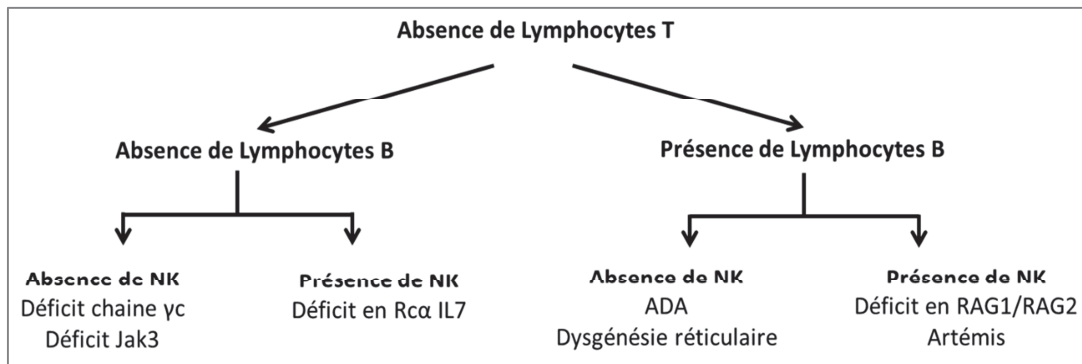 Absence de Lymphocytes T
Absence de Lymphocytes B
Présence de Lymphocytes B
Absence de NK
Déficit chaine γc
Déficit Jak3
Présence de NK
Déficit en Rcα IL7
Absence de NK
ADA
Dysgénésie réticulaire
Présence de NK
Déficit en RAG1/RAG2
Artémis